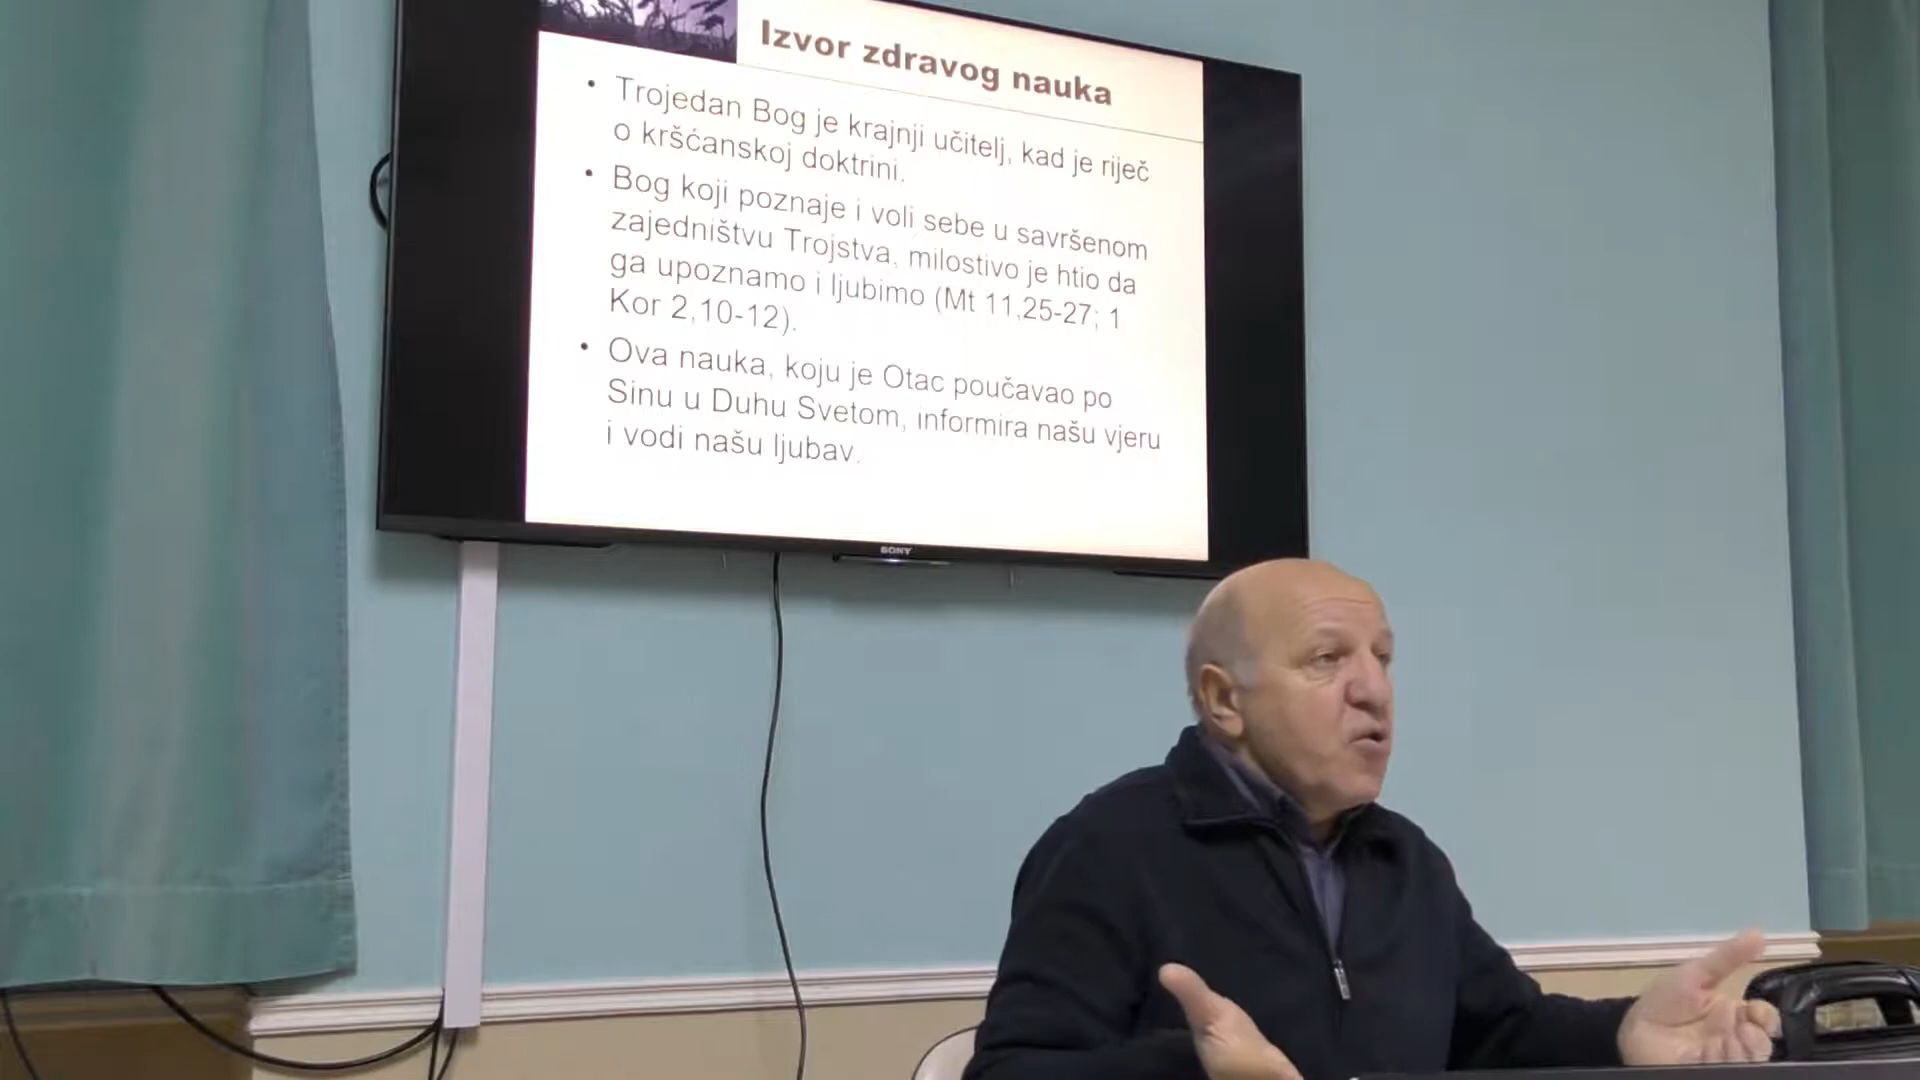 Izvor zdravog nauka
• Trojedan Bog je krajnji učitelj, kad je riječ
o kršćanskoj doktrini.
• Bog koji poznaje i voli sebe u savršenom
zajedništvu Trojstva, milostivo je htio da
ga upoznamo i ljubimo (Mt 11,25-27; 1
Kor 2,10-12).
• Ova nauka, koju je Otac poučavao po
Sinu u Duhu Svetom, informira našu vjeru
i vodi našu ljubav.
SONY